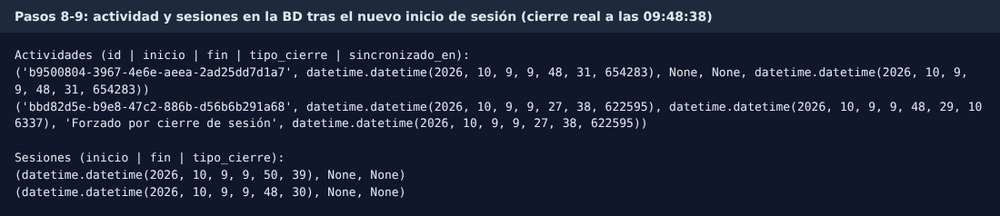 Pasos 8-9: actividad y sesiones en la BD tras el nuevo inicio de sesión (cierre real a las 09:48:38)
Actividades (id | inicio | fin | tipo_cierre | sincronizado_en):
('b9500804-3967-4e6e-aeea-2ad25dd7d1a7', datetime.datetime(2026, 10, 9, 9, 48, 31, 654283), None, None, datetime.datetime(2026, 10, 9,
9, 48, 31, 654283))
('bbd82d5e-b9e8-47c2-886b-d56b6b291a68', datetime.datetime(2026, 10, 9, 9, 27, 38, 622595), datetime.datetime(2026, 10, 9, 9, 48, 29, 10
6337), 'Forzado por cierre de sesión', datetime.datetime(2026, 10, 9, 9, 27, 38, 622595))
Sesiones (inicio | fin | tipo_cierre):
(datetime.datetime(2026, 10, 9, 9, 50, 39), None, None)
(datetime.datetime(2026, 10, 9, 9, 48, 30), None, None)